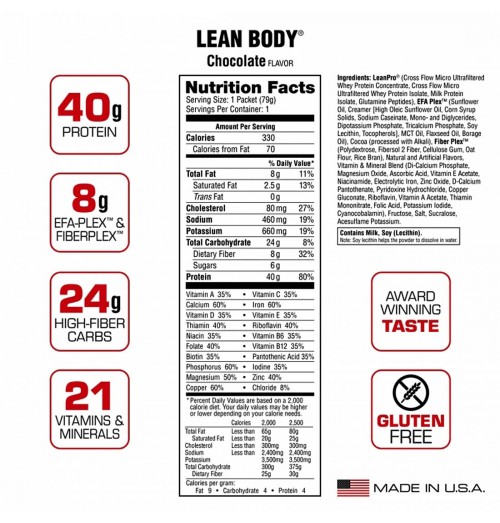 LEAN BODY®
Chocolate FLAVOR
40g
PROTEIN
8g
EFA-PLEX™ &
FIBERPLEX™
24g
HIGH-FIBER
CARBS
21
VITAMINS &
MINERALS
Nutrition Facts
Serving Size: 1 Packet (79g)
Servings Per Container: 1
Amount Per Serving
Calories 330
Calories from Fat 70
% Daily Value*
Total Fat 8g 11%
Saturated Fat 2.5g 13%
Trans Fat 0g
Cholesterol 80mg 27%
Sodium 460mg 19%
Potassium 660mg 19%
Total Carbohydrate 24g 8%
Dietary Fiber 8g 32%
Sugars 6g
Protein 40g 80%
Vitamin A 35% • Vitamin C 35%
Calcium 60% • Iron 60%
Vitamin D 35% • Vitamin E 35%
Thiamin 40% • Riboflavin 40%
Niacin 35% • Vitamin B6 35%
Folate 40% • Vitamin B12 35%
Biotin 35% • Pantothenic Acid 35%
Phosphorus 60% • Iodine 35%
Magnesium 50% • Zinc 40%
Copper 60% • Chloride 8%
*Percent Daily Values are based on a 2,000
calorie diet. Your daily values may be higher
or lower depending on your calorie needs.
Calories 2,000 2,500
Total Fat Less than 65g 80g
Saturated Fat Less than 20g 25g
Cholesterol Less than 300mg 300mg
Sodium Less than 2,400mg 2,400mg
Potassium 3,500mg 3,500mg
Total Carbohydrate 300g 375g
Dietary Fiber 25g 30g
Calories per gram:
Fat 9 • Carbohydrate 4 • Protein 4
Ingredients: LeanPro® (Cross Flow Micro Ultrafiltered
Whey Protein Concentrate, Cross Flow Micro
Ultrafiltered Whey Protein Isolate, Milk Protein
Isolate, Glutamine Peptides), EFA Plex™ (Sunflower
Oil, Creamer [High Oleic Sunflower Oil, Corn Syrup
Solids, Sodium Caseinate, Mono- and Diglycerides,
Dipotassium Phosphate, Tricalcium Phosphate, Soy
Lecithin, Tocopherols], MCT Oil, Flaxseed Oil, Borage
Oil), Cocoa (processed with Alkali), Fiber Plex™
(Polydextrose, Fibersol 2 Fiber, Cellulose Gum, Oat
Flour, Rice Bran), Natural and Artificial Flavors,
Vitamin & Mineral Blend (Di-Calcium Phosphate,
Magnesium Oxide, Ascorbic Acid, Vitamin E Acetate,
Niacinamide, Electrolytic Iron, Zinc Oxide, D-Calcium
Pantothenate, Pyridoxine Hydrochloride, Copper
Gluconate, Riboflavin, Vitamin A Acetate, Thiamin
Mononitrate, Folic Acid, Potassium Iodide,
Cyanocobalamin), Fructose, Salt, Sucralose,
Acesulfame Potassium.
Contains Milk, Soy (Lecithin).
Note: Soy lecithin helps the powder to dissolve in water.
AWARD
WINNING
TASTE
GLUTEN
FREE
MADE IN U.S.A.